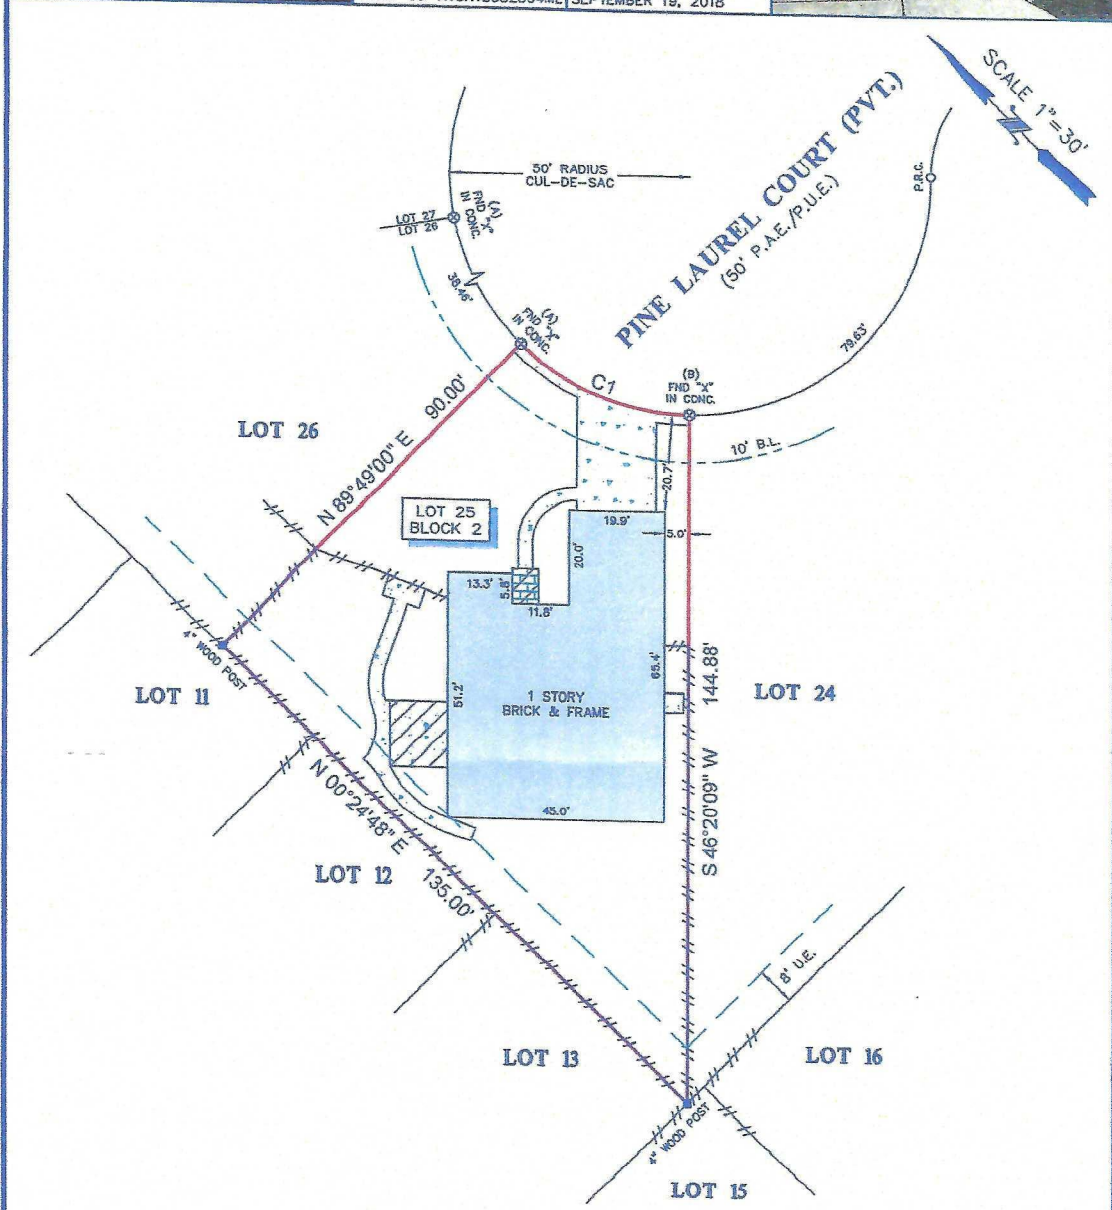 SEPTEMBER 19, 2018
SCALE 1"=30'
50' RADIUS
CUL-DE-SAC
PINE LAUREL COURT (PVT.)
(50' P.A.E./P.U.E.)
P.R.C.
LOT 27
LOT 26
(A)
FND "X"
IN CONC.
38.46'
(A)
FND "X"
IN CONC.
C1
(B)
FND "X"
IN CONC.
79.63'
10' B.L.
LOT 26
N 89°49'00" E 90.00'
LOT 25
BLOCK 2
20.7'
19.9'
5.0'
20.0'
13.3'
5.8'
11.8'
4" WOOD POST
LOT 11
51.2'
1 STORY
BRICK & FRAME
65.4'
LOT 24
S 46°20'09" W 144.88'
45.0'
N 00°24'48" E 135.00'
LOT 12
8' U.E.
LOT 13
LOT 16
4" WOOD POST
LOT 15